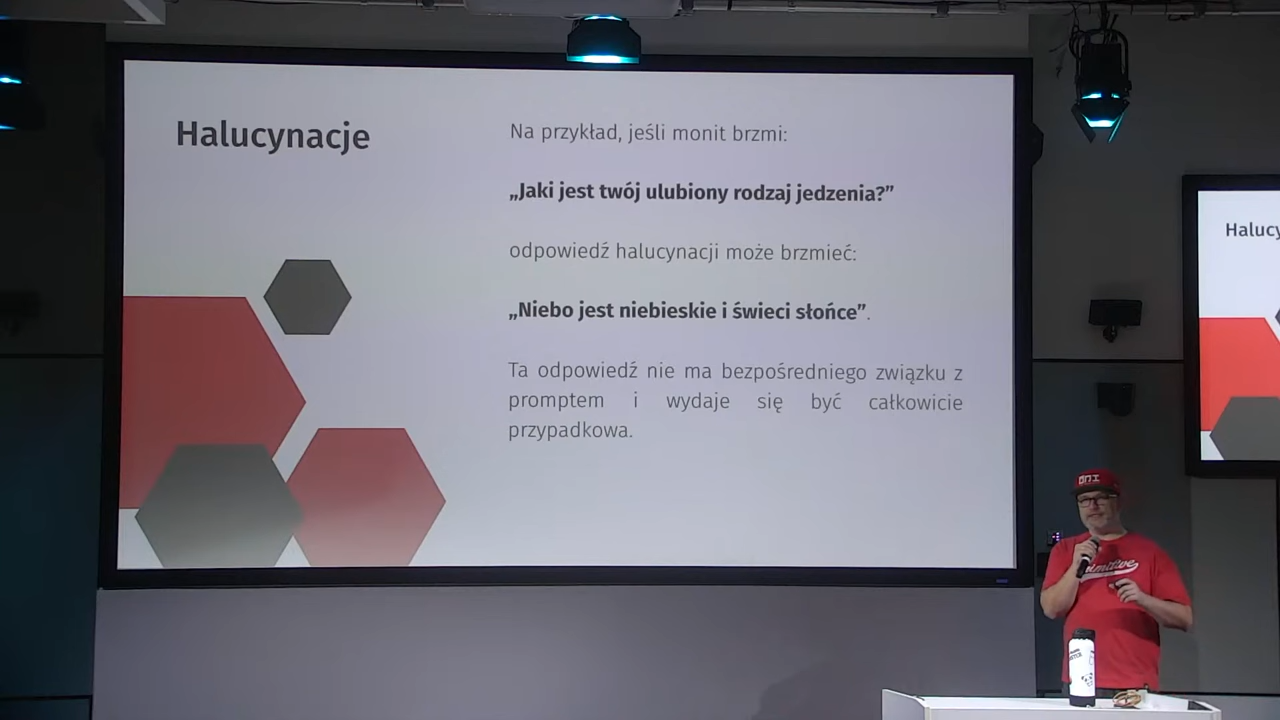 Halucynacje
Na przykład, jeśli monit brzmi:
„Jaki jest twój ulubiony rodzaj jedzenia?”
odpowiedź halucynacji może brzmieć:
„Niebo jest niebieskie i świeci słońce”.
Ta odpowiedź nie ma bezpośredniego związku z
promptem i wydaje się być całkowicie
przypadkowa.
Halucy